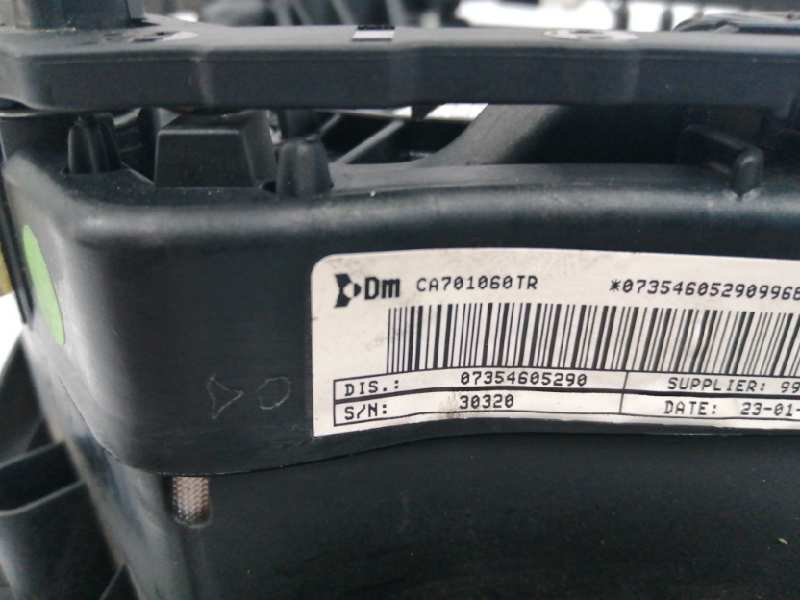 Dm CA701060TR *07354605290996
DIS.: 07354605290 SUPPLIER: 99
S/N: 30320 DATE: 23-01-